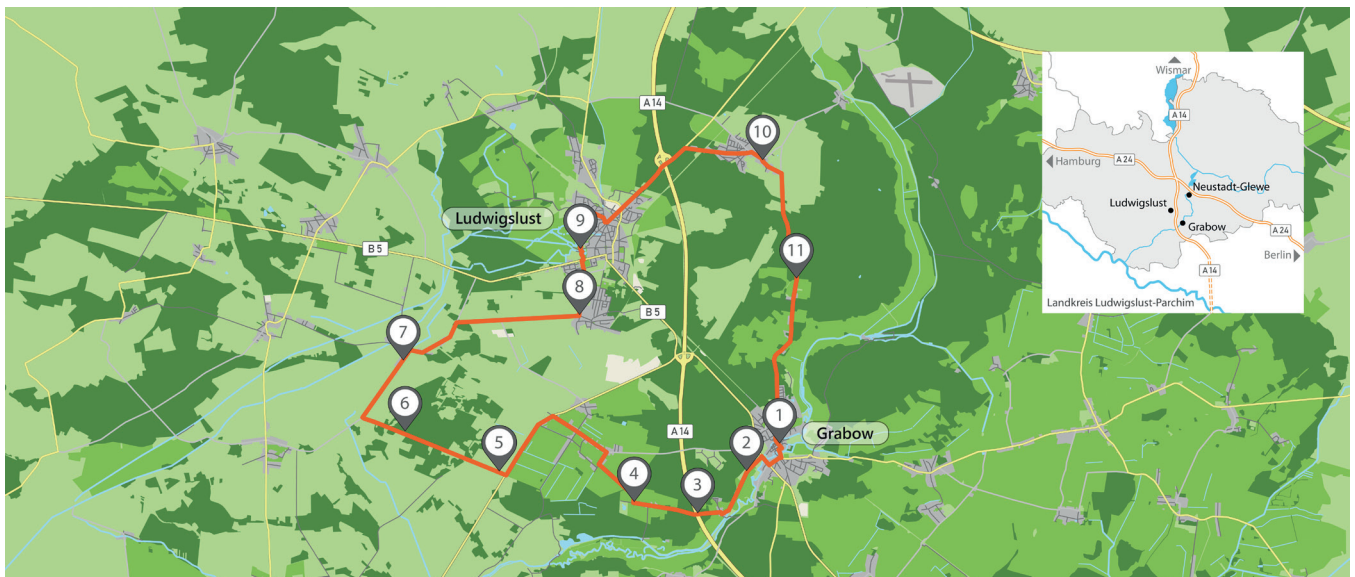 A 14
10
Ludwigslust
9
B 5
11
8
B 5
7
6
1
A 14
Grabow
5
2
4
3
Wismar
A 14
Hamburg
A 24
Neustadt-Glewe
Ludwigslust
Grabow
A 24
Berlin
A 14
Landkreis Ludwigslust-Parchim